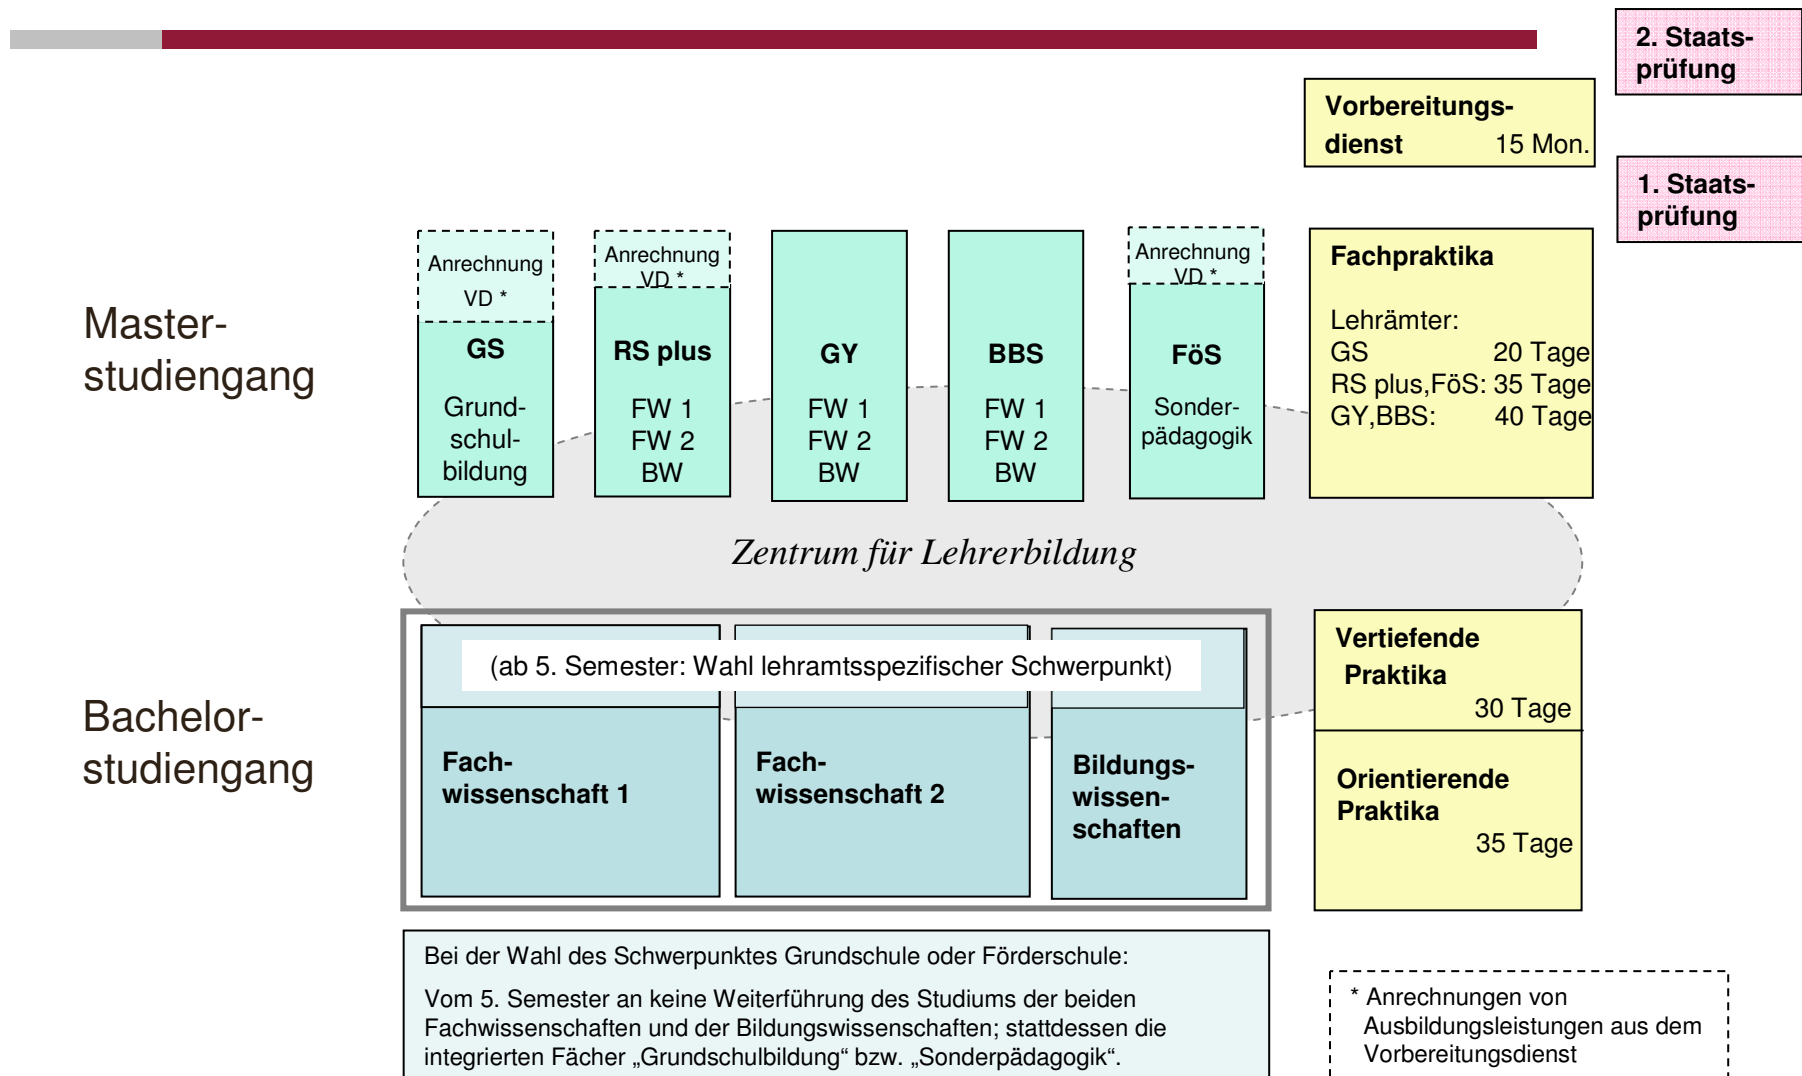 2. Staats-
prüfung
Vorbereitungs-
dienst 15 Mon.
1. Staats-
prüfung
Master-
studiengang
Anrechnung
VD *
GS
Grund-
schul-
bildung
Anrechnung
VD *
RS plus
FW 1
FW 2
BW
GY
FW 1
FW 2
BW
BBS
FW 1
FW 2
BW
Anrechnung
VD *
FöS
Sonder-
pädagogik
Fachpraktika
Lehrämter:
GS 20 Tage
RS plus,FöS: 35 Tage
GY,BBS: 40 Tage
Zentrum für Lehrerbildung
Bachelor-
studiengang
(ab 5. Semester: Wahl lehramtsspezifischer Schwerpunkt)
Fach-
wissenschaft 1
Fach-
wissenschaft 2
Bildungs-
wissen-
schaften
Vertiefende
Praktika
30 Tage
Orientierende
Praktika
35 Tage
Bei der Wahl des Schwerpunktes Grundschule oder Förderschule:
Vom 5. Semester an keine Weiterführung des Studiums der beiden
Fachwissenschaften und der Bildungswissenschaften; stattdessen die
integrierten Fächer „Grundschulbildung“ bzw. „Sonderpädagogik“.
* Anrechnungen von
Ausbildungsleistungen aus dem
Vorbereitungsdienst